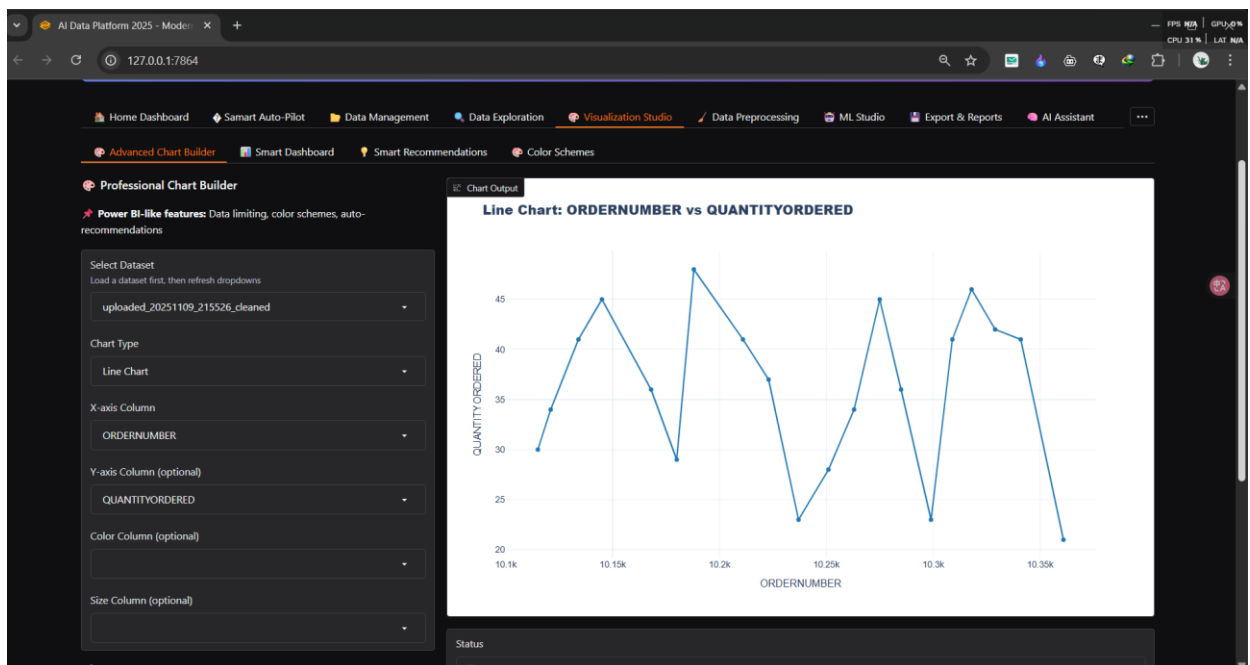 AI Data Platform 2025 - Modern
FPS N/A GPU 0%
CPU 31% LAT N/A
127.0.0.1:7864
Home Dashboard Samart Auto-Pilot Data Management Data Exploration Visualization Studio Data Preprocessing ML Studio Export & Reports AI Assistant
Advanced Chart Builder Smart Dashboard Smart Recommendations Color Schemes
Professional Chart Builder
Power BI-like features: Data limiting, color schemes, auto-
recommendations
Select Dataset
Load a dataset first, then refresh dropdowns
uploaded_20251109_215526_cleaned
Chart Type
Line Chart
X-axis Column
ORDERNUMBER
Y-axis Column (optional)
QUANTITYORDERED
Color Column (optional)
Size Column (optional)
Chart Output
Line Chart: ORDERNUMBER vs QUANTITYORDERED
QUANTITYORDERED
45
40
35
30
25
20
10.1k 10.15k 10.2k 10.25k 10.3k 10.35k
ORDERNUMBER
Status